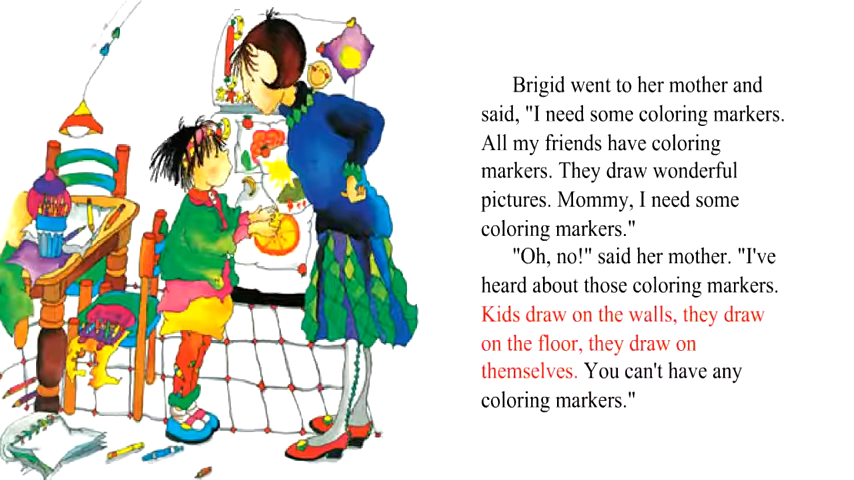 Brigid went to her mother and
said, "I need some coloring markers.
All my friends have coloring
markers. They draw wonderful
pictures. Mommy, I need some
coloring markers."
"Oh, no!" said her mother. "I've
heard about those coloring markers.
Kids draw on the walls, they draw
on the floor, they draw on
themselves. You can't have any
coloring markers."